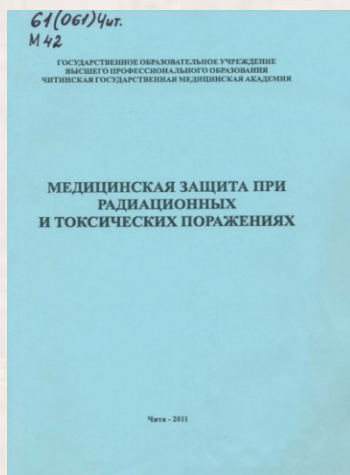 61(061)Чит.
М42
ГОСУДАРСТВЕННОЕ ОБРАЗОВАТЕЛЬНОЕ УЧРЕЖДЕНИЕ
ВЫСШЕГО ПРОФЕССИОНАЛЬНОГО ОБРАЗОВАНИЯ
ЧИТИНСКАЯ ГОСУДАРСТВЕННАЯ МЕДИЦИНСКАЯ АКАДЕМИЯ
МЕДИЦИНСКАЯ ЗАЩИТА ПРИ
РАДИАЦИОННЫХ
И ТОКСИЧЕСКИХ ПОРАЖЕНИЯХ
Чита - 2011